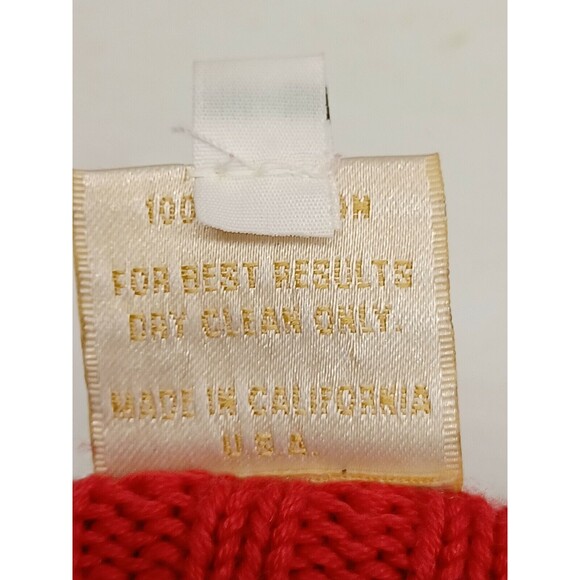 100
FOR BEST RESULTS
DRY CLEAN ONLY.
MADE IN CALIFORNIA
U.S.A.